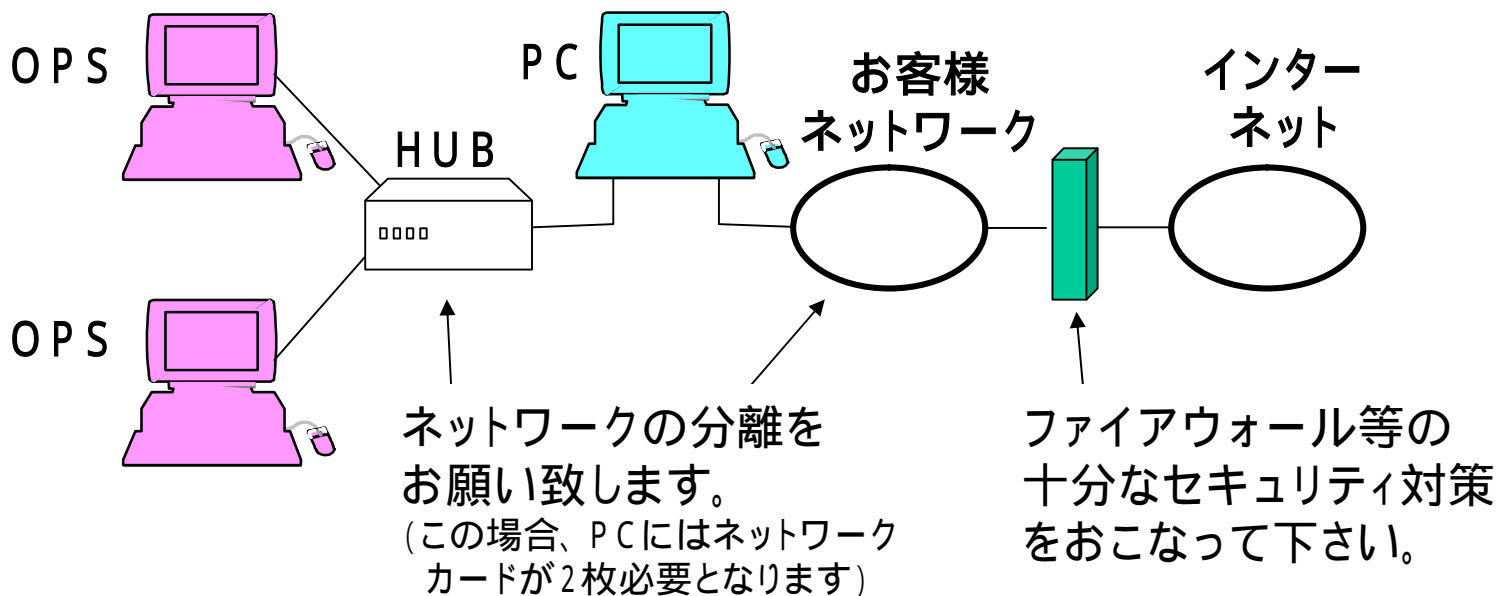 OPS
PC
お客様
ネットワーク
インター
ネット
HUB
OPS
ネットワークの分離を
お願い致します。
(この場合、PCにはネットワーク
カードが2枚必要となります)
ファイアウォール等の
十分なセキュリティ対策
をおこなって下さい。